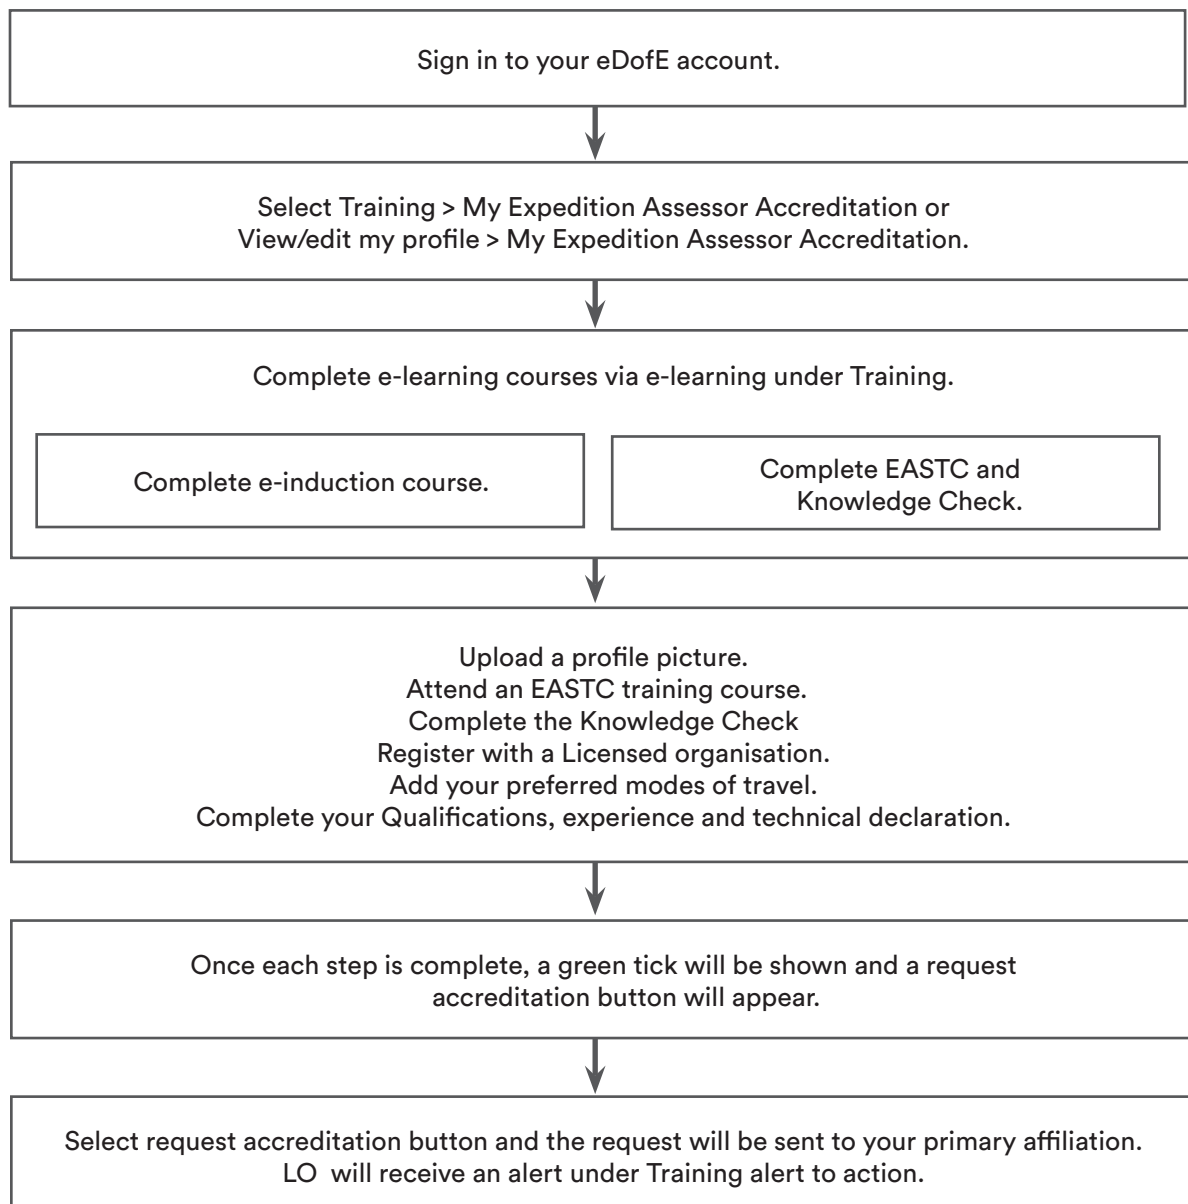 Sign in to your eDofE account.
Select Training > My Expedition Assessor Accreditation or
View/edit my profile > My Expedition Assessor Accreditation.
Complete e-learning courses via e-learning under Training.
Complete e-induction course.
Complete EASTC and
Knowledge Check.
Upload a profile picture.
Attend an EASTC training course.
Complete the Knowledge Check
Register with a Licensed organisation.
Add your preferred modes of travel.
Complete your Qualifications, experience and technical declaration.
Once each step is complete, a green tick will be shown and a request
accreditation button will appear.
Select request accreditation button and the request will be sent to your primary affiliation.
LO will receive an alert under Training alert to action.